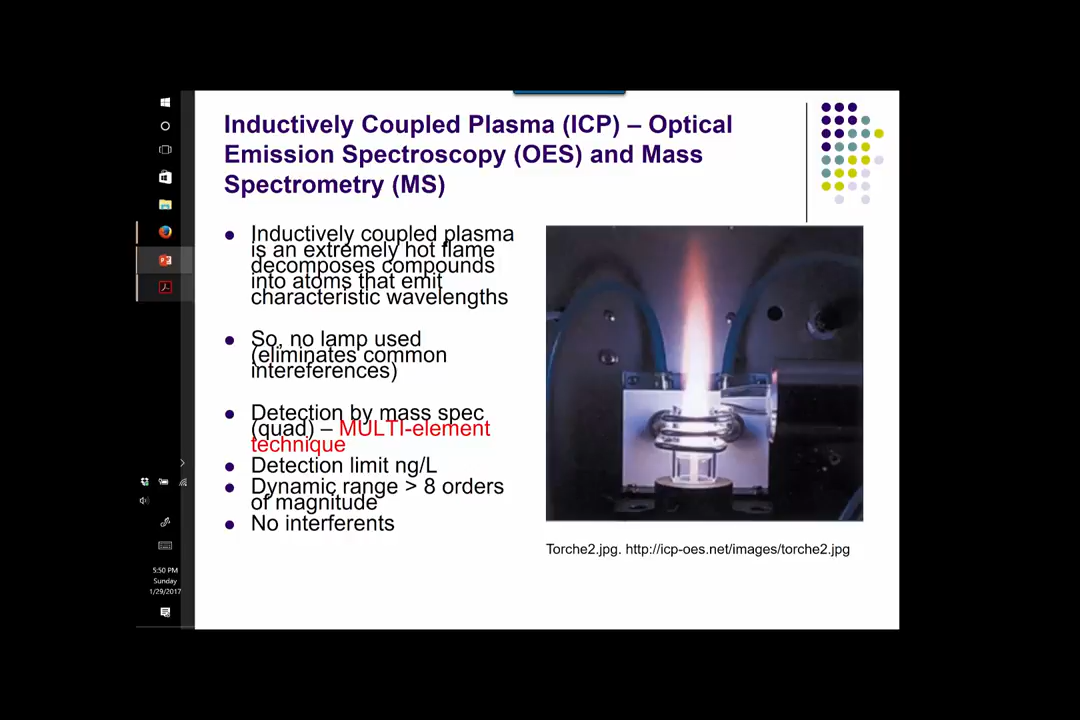 Inductively Coupled Plasma (ICP) – Optical
Emission Spectroscopy (OES) and Mass
Spectrometry (MS)
Inductively coupled plasma
is an extremely hot flame
decomposes compounds
into atoms that emit
characteristic wavelengths
So, no lamp used
(eliminates common
intereferences)
Detection by mass spec
(quad) – MULTI-element
technique
Detection limit ng/L
Dynamic range > 8 orders
of magnitude
No interferents
Torche2.jpg. http://icp-oes.net/images/torche2.jpg
5:50 PM
Sunday
1/29/2017